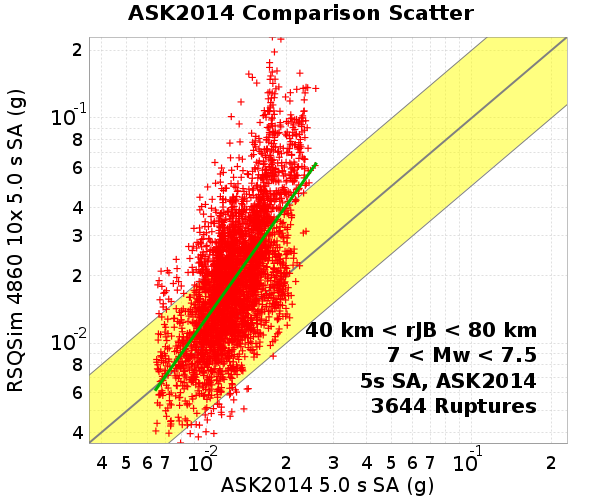 ASK2014 Comparison Scatter
RSQSim 4860 10x 5.0 s SA (g)
2
10-1
8
6
4
3
2
10-2
8
6
4
40 km < rJB < 80 km
7 < Mw < 7.5
5s SA, ASK2014
3644 Ruptures
4 5 6 7 10-2 2 3 4 5 6 7 10-1 2
ASK2014 5.0 s SA (g)